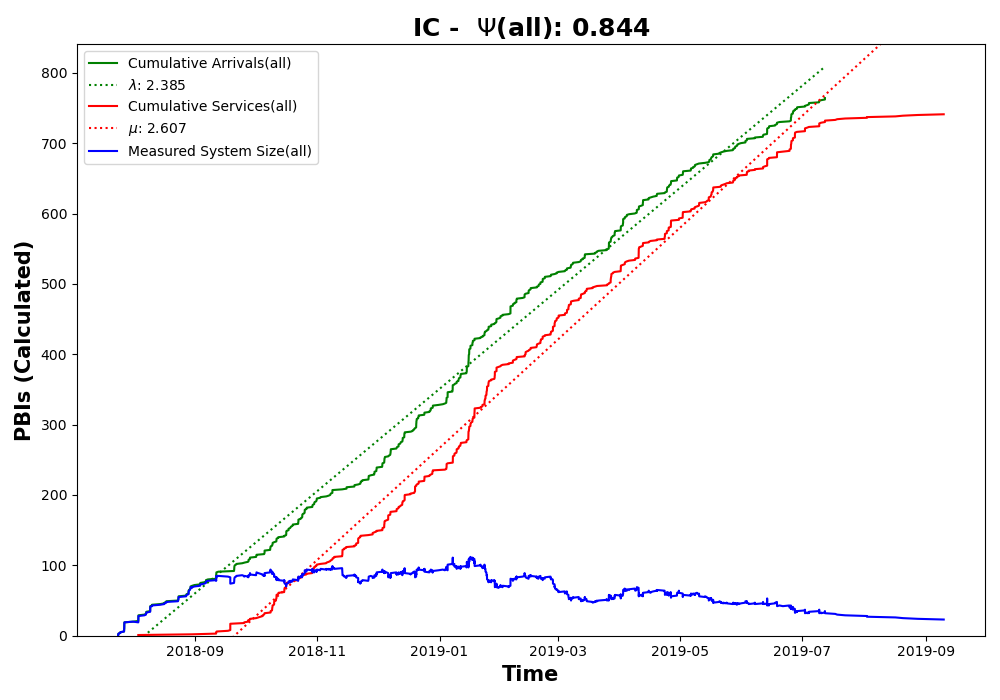 IC - Ψ(all): 0.844
Cumulative Arrivals(all)
λ: 2.385
Cumulative Services(all)
μ: 2.607
Measured System Size(all)
PBIs (Calculated)
800
700
600
500
400
300
200
100
0
2018-09 2018-11 2019-01 2019-03 2019-05 2019-07 2019-09
Time